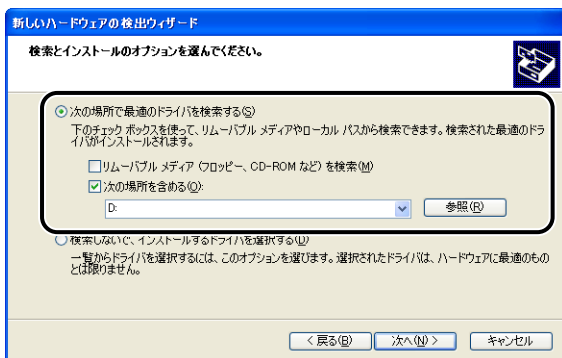 新しいハードウェアの検出ウィザード
検索とインストールのオプションを選んでください。
次の場所で最適のドライバを検索する(S)
下のチェック ボックスを使って、リムーバブル メディアやローカル パスから検索できます。検索された最適のドラ
イバがインストールされます。
リムーバブル メディア (フロッピー、CD-ROM など) を検索(M)
次の場所を含める(O):
D:
参照(R)
検索しないで、インストールするドライバを選択する(D)
一覧からドライバを選択するには、このオプションを選びます。選択されたドライバは、ハードウェアに最適のもの
とは限りません。
< 戻る(B)
次へ(N) >
キャンセル